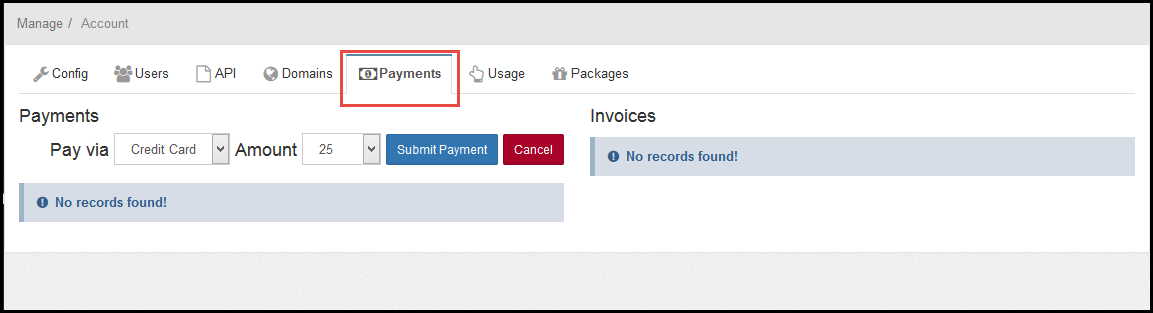 Manage / Account
Config Users API Domains Payments Usage Packages
Payments
Pay via Credit Card Amount 25 Submit Payment Cancel
No records found!
Invoices
No records found!